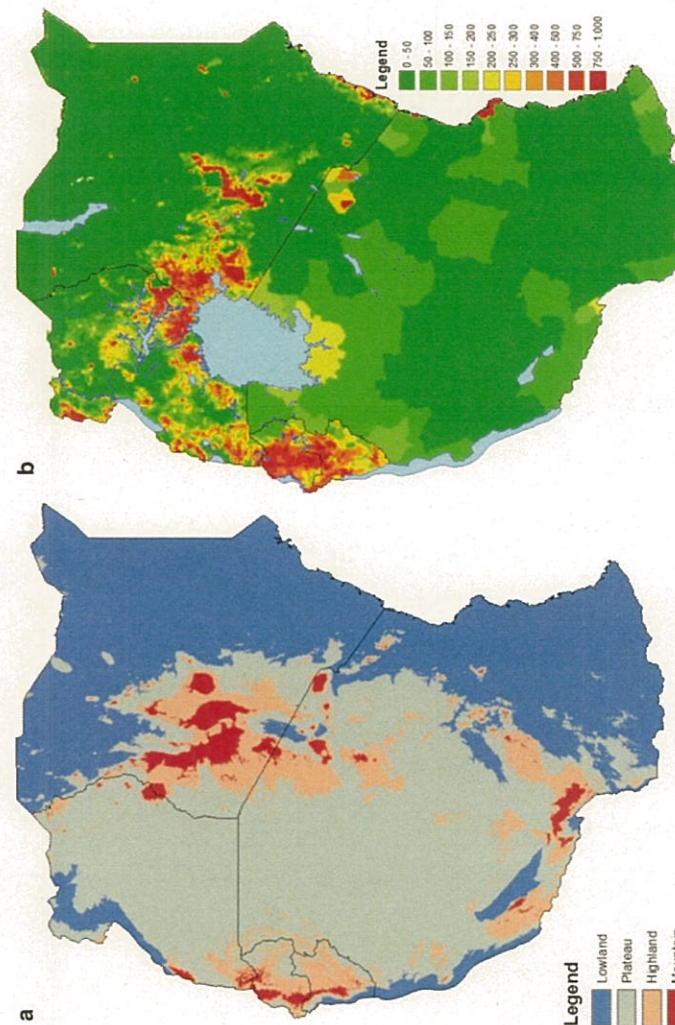 a
Legend
Lowland
Plateau
Highland
Mountain
b
Legend
0 - 50
50 - 100
100 - 150
150 - 200
200 - 250
250 - 300
300 - 400
400 - 500
500 - 750
750 - 1.000